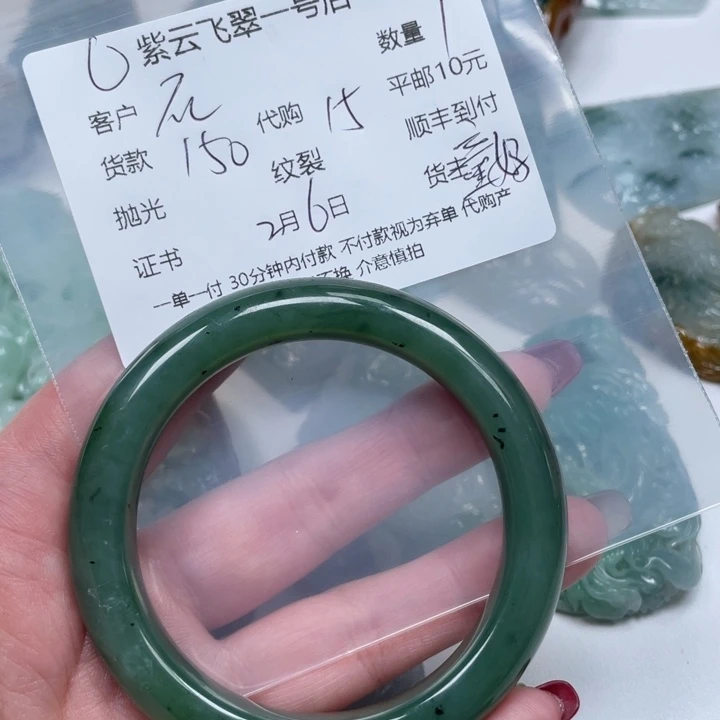 6 紫云飞翠一号店 数量 1
客户 元 代购 15 平邮10元
货款 150 纹裂 顺丰到付
抛光 2月6日 货主
证书
一单一付 30分钟内付款 不付款视为弃单 代购产
不换 介意慎拍